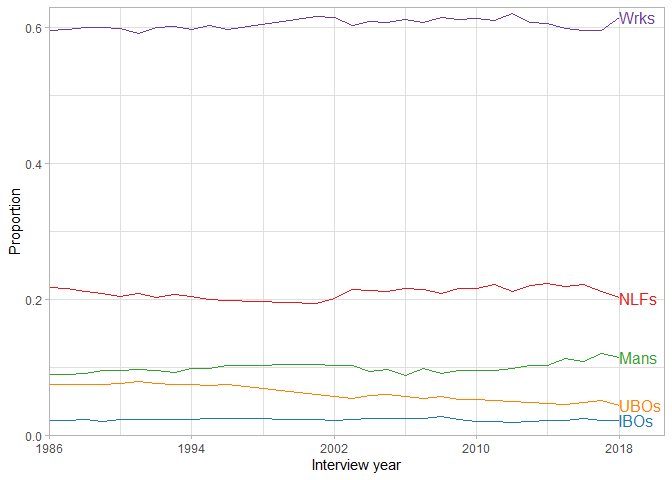 0.6
0.4
0.2
0.0
Proportion
Wrks
NLFs
Mans
UBOs
IBOs
1986
1994
2002
2010
2018
Interview year